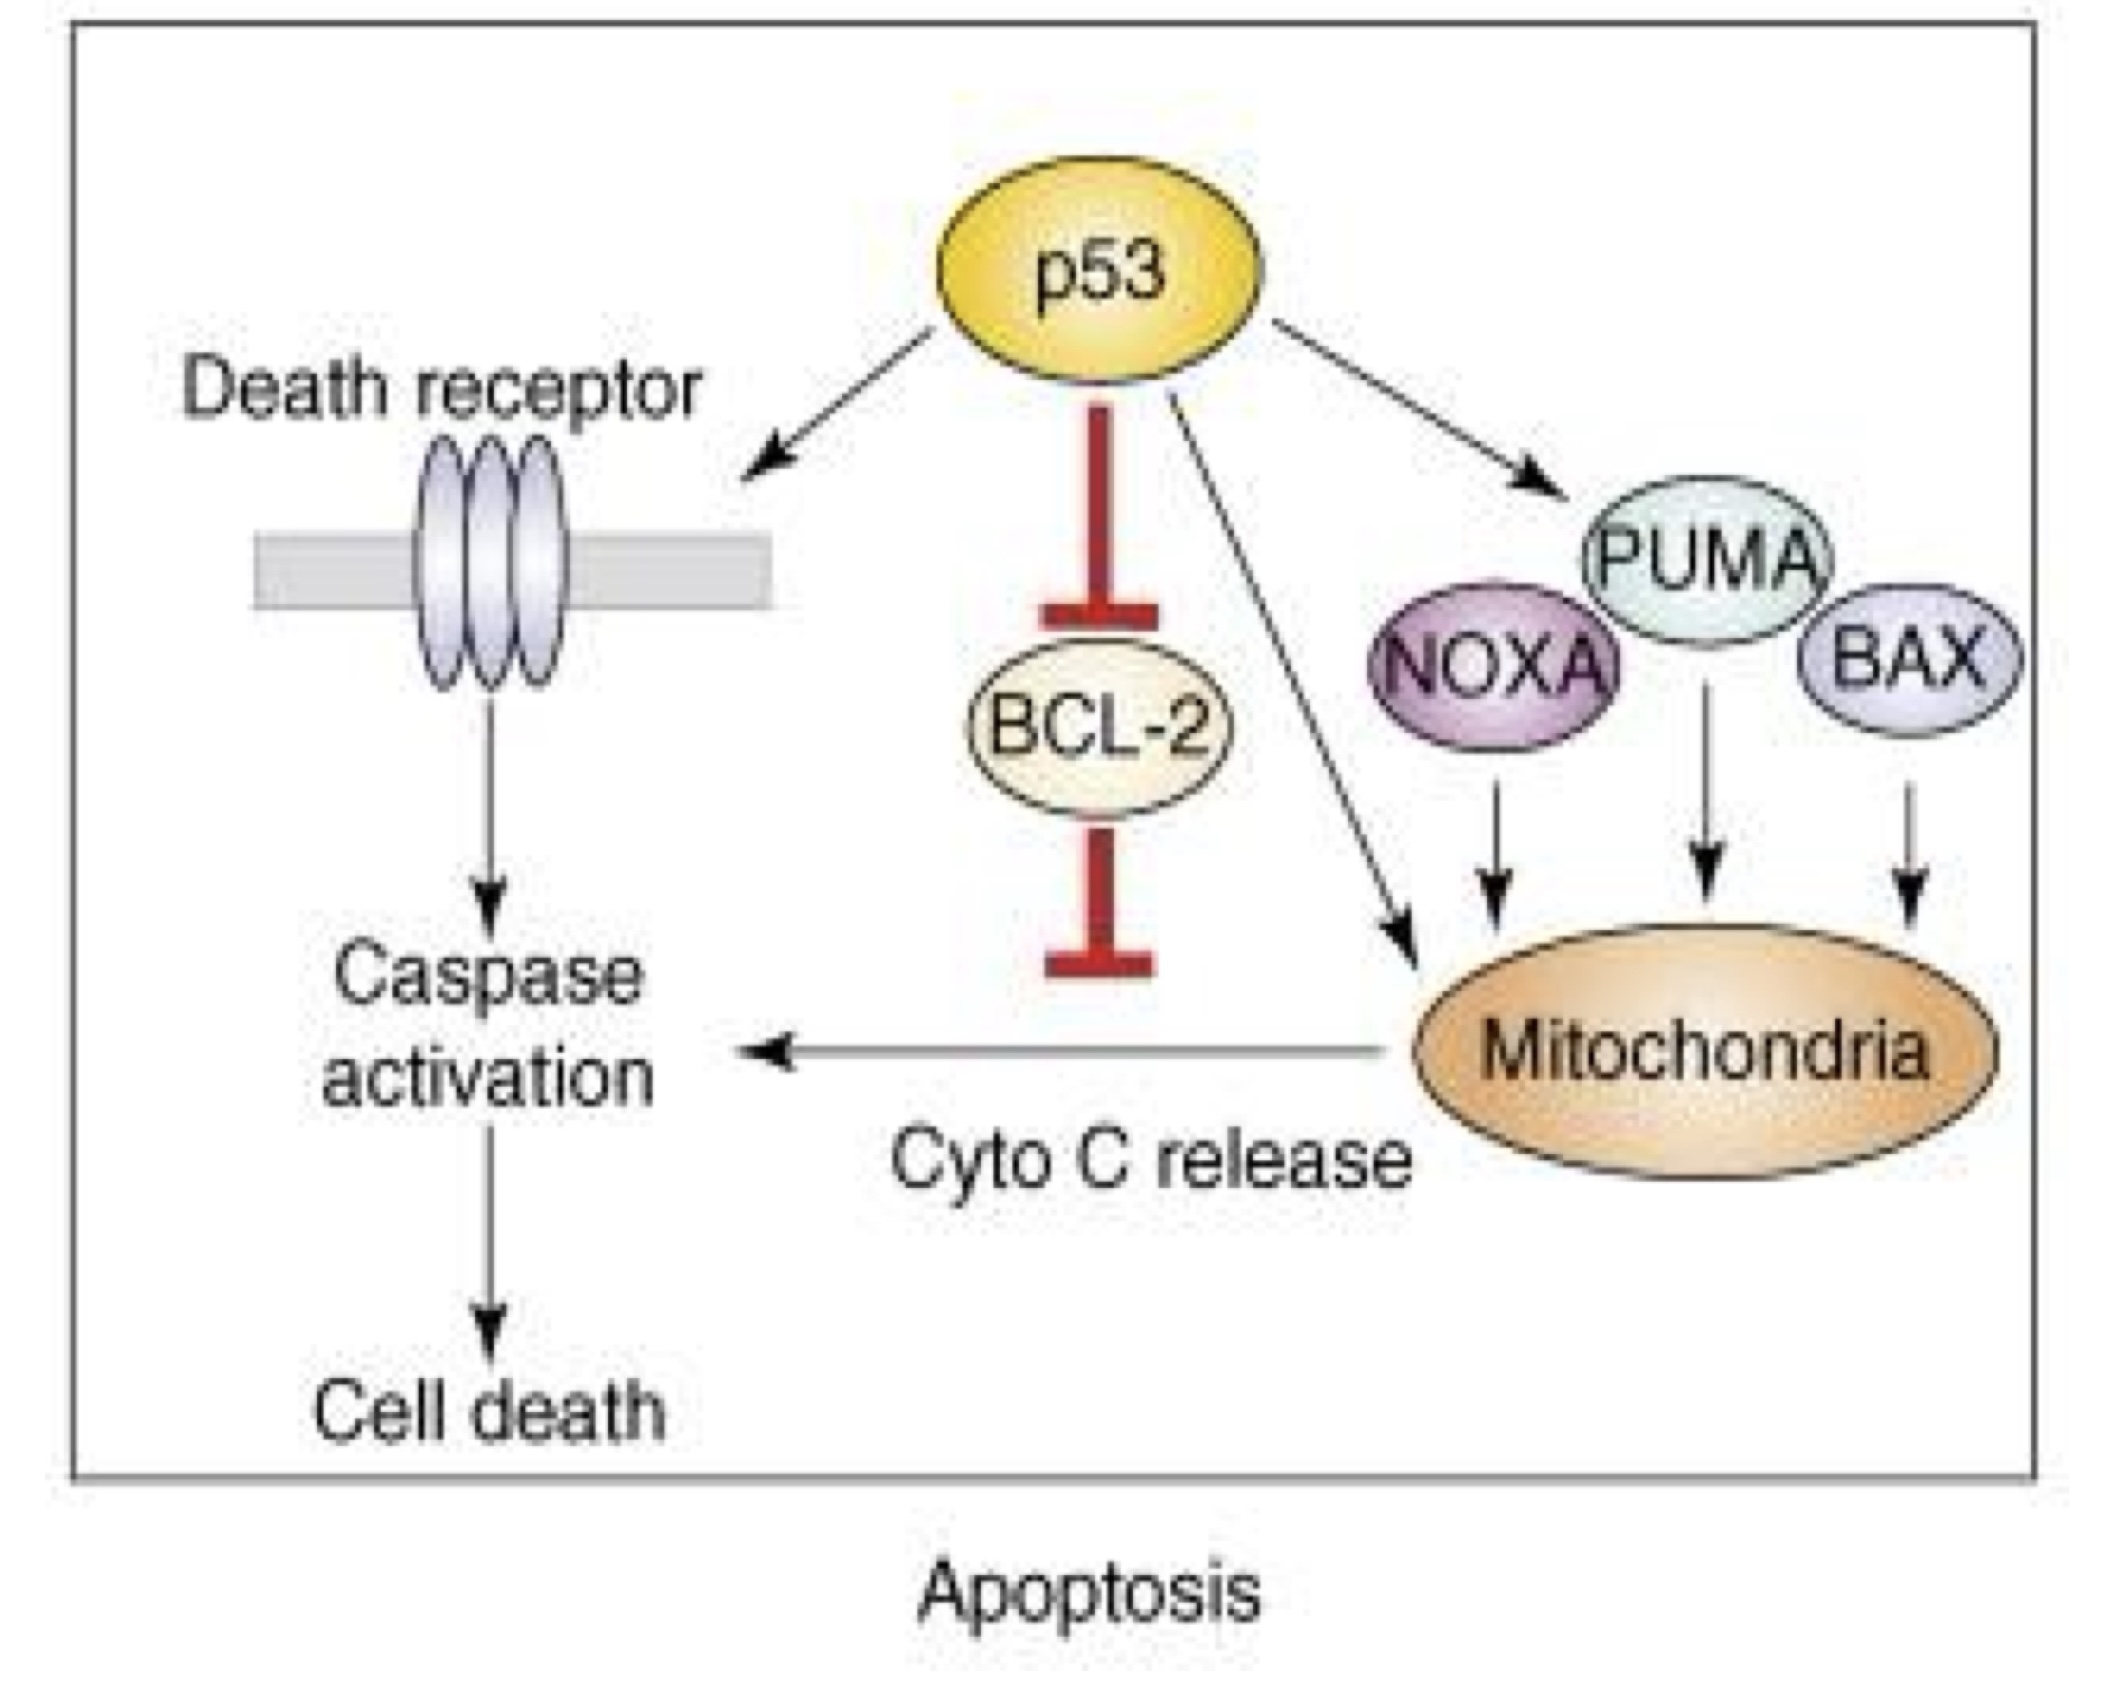 p53
Death receptor
PUMA
NOXA
BAX
BCL-2
Caspase
activation
Mitochondria
Cyto C release
Cell death
Apoptosis